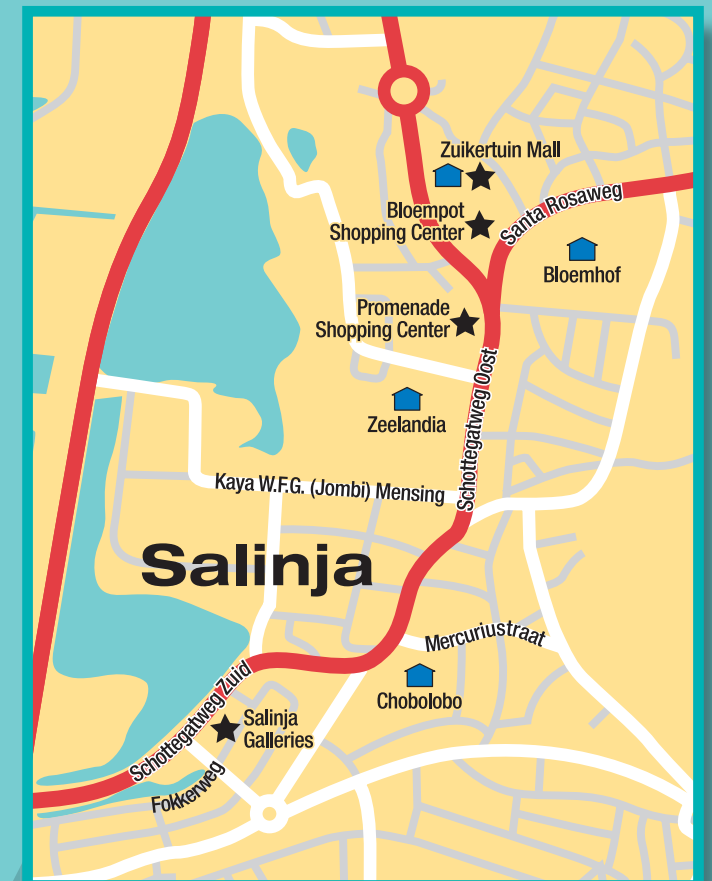 Zuikertuin Mall
Bloempot
Shopping Center
Santa Rosaweg
Bloemhof
Promenade
Shopping Center
Schottegatweg Oost
Zeelandia
Kaya W.F.G. (Jombi) Mensing
Salinja
Mercuriustraat
Chobolobo
Schottegatweg Zuid
Salinja
Galleries
Fokkerweg